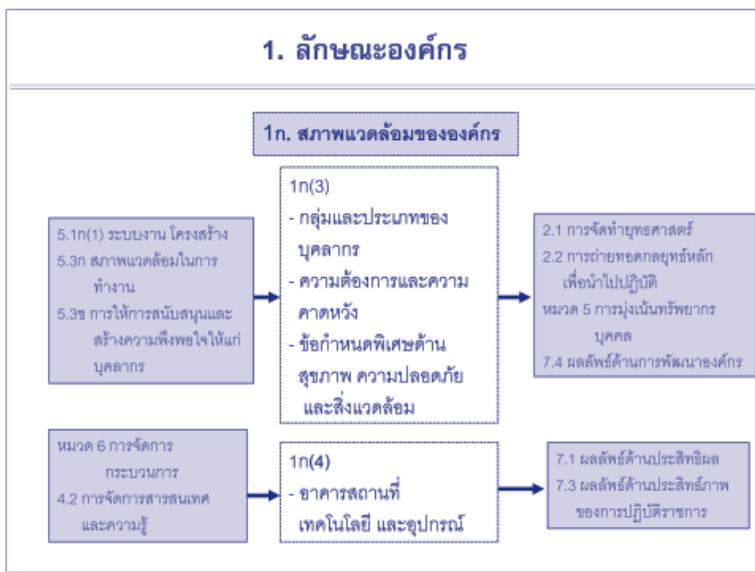 1. ลักษณะองค์กร
1ก. สภาพแวดล้อมขององค์กร
5.1ก(1) ระบบงาน โครงสร้าง
5.3ก สภาพแวดล้อมในการ
ทำงาน
5.3ข การให้การสนับสนุนและ
สร้างความพึงพอใจให้แก่
บุคลากร
1ก(3)
- กลุ่มและประเภทของ
บุคลากร
- ความต้องการและความ
คาดหวัง
- ข้อกำหนดพิเศษด้าน
สุขภาพ ความปลอดภัย
และสิ่งแวดล้อม
2.1 การจัดทำยุทธศาสตร์
2.2 การถ่ายทอดกลยุทธ์หลัก
เพื่อนำไปปฏิบัติ
หมวด 5 การมุ่งเน้นทรัพยากร
บุคคล
7.4 ผลลัพธ์ด้านการพัฒนาองค์กร
หมวด 6 การจัดการ
กระบวนการ
4.2 การจัดการสารสนเทศ
และความรู้
1ก(4)
- อาคารสถานที่
เทคโนโลยี และอุปกรณ์
7.1 ผลลัพธ์ด้านประสิทธิผล
7.3 ผลลัพธ์ด้านประสิทธ์ภาพ
ของการปฏิบัติราชการ